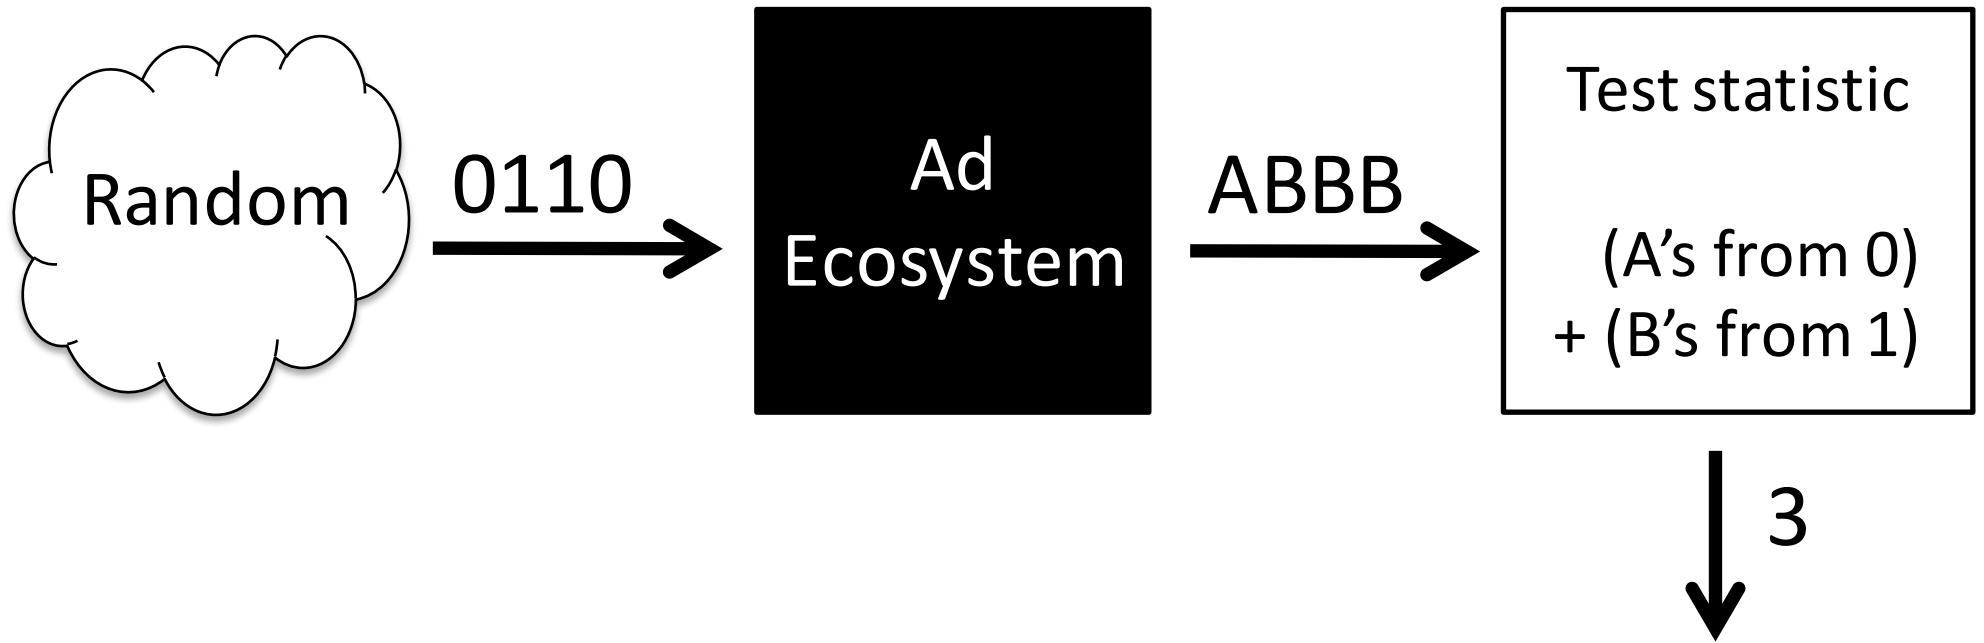 Random
0110
Ad
Ecosystem
ABBB
Test statistic
(A’s from 0)
+ (B’s from 1)
3